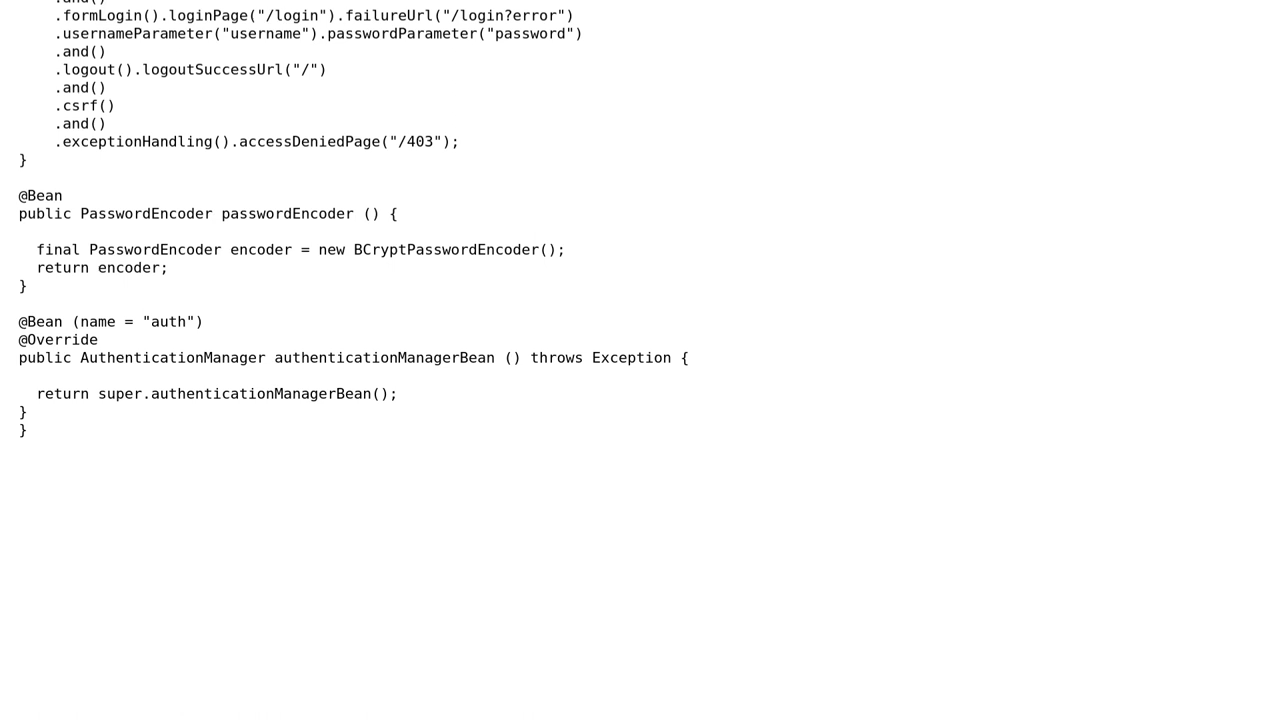 .and()
.formLogin().loginPage("/login").failureUrl("/login?error")
.usernameParameter("username").passwordParameter("password")
.and()
.logout().logoutSuccessUrl("/")
.and()
.csrf()
.and()
.exceptionHandling().accessDeniedPage("/403");
}
@Bean
public PasswordEncoder passwordEncoder () {
final PasswordEncoder encoder = new BCryptPasswordEncoder();
return encoder;
}
@Bean (name = "auth")
@Override
public AuthenticationManager authenticationManagerBean () throws Exception {
return super.authenticationManagerBean();
}
}